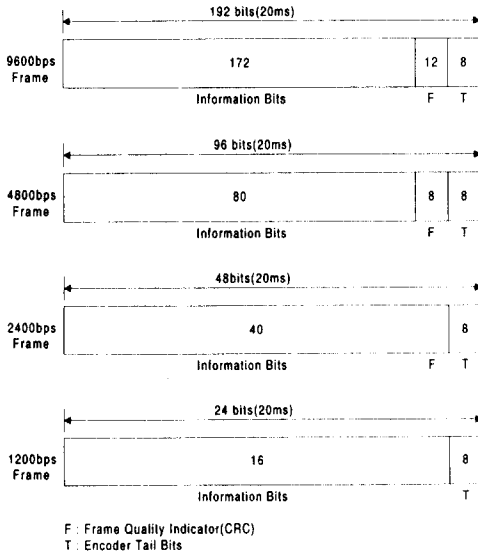 192 bits(20ms)
9600bps
Frame
172
12
8
Information Bits
F
T
96 bits(20ms)
4800bps
Frame
80
8
8
Information Bits
F
T
48bits(20ms)
2400bps
Frame
40
8
Information Bits
F
T
24 bits(20ms)
1200bps
Frame
16
8
Information Bits
T
F : Frame Quality Indicator(CRC)
T : Encoder Tail Bits